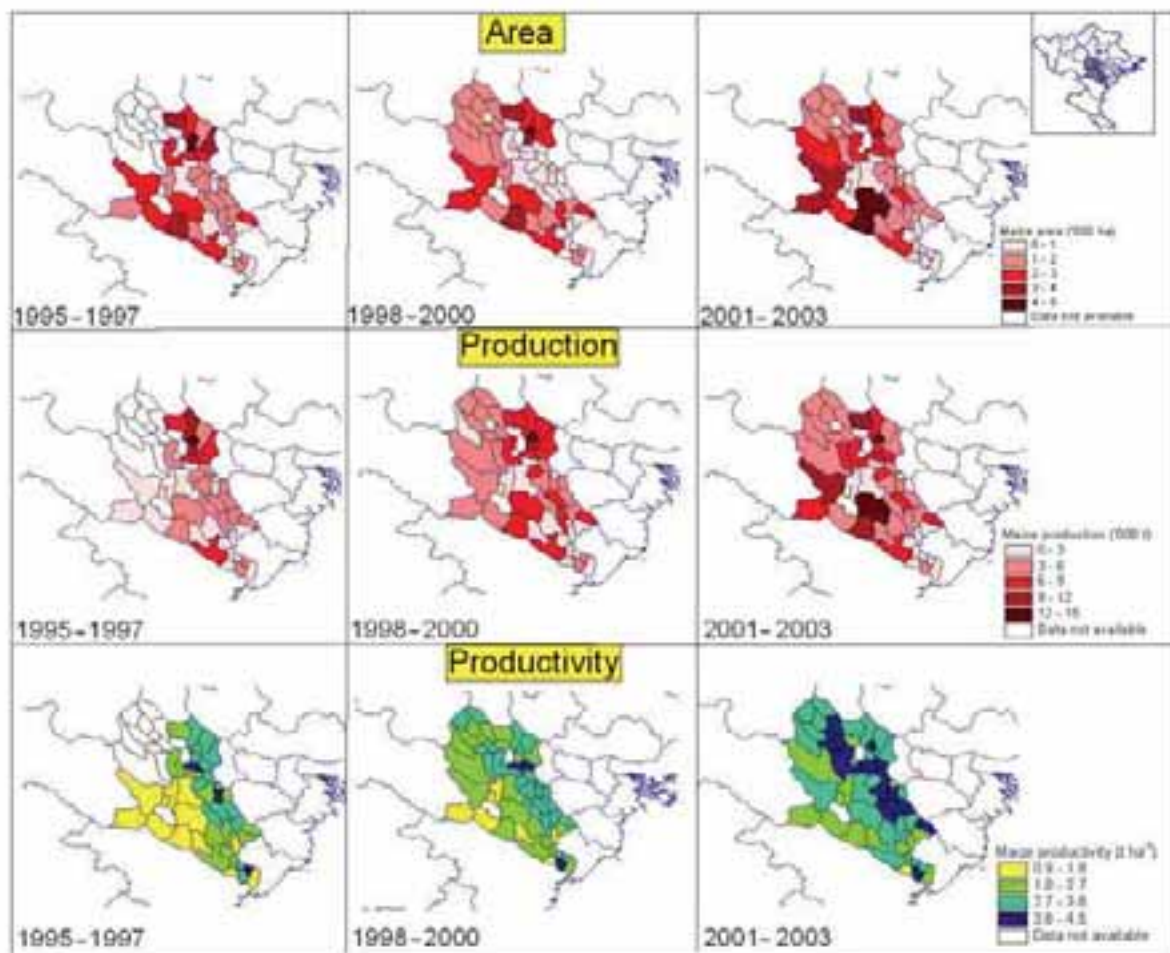 Area
1995-1997
1998-2000
2001-2003
Maize area ('000 ha)
0 - 1
1 - 2
2 - 3
3 - 4
4 - 5
Data not available
Production
1995-1997
1998-2000
2001-2003
Maize production ('000 t)
0 - 3
3 - 6
6 - 9
9 - 12
12 - 15
Data not available
Productivity
1995-1997
1998-2000
2001-2003
Maize productivity (t ha⁻¹)
0.9 - 1.8
1.8 - 2.7
2.7 - 3.6
3.6 - 4.5
Data not available